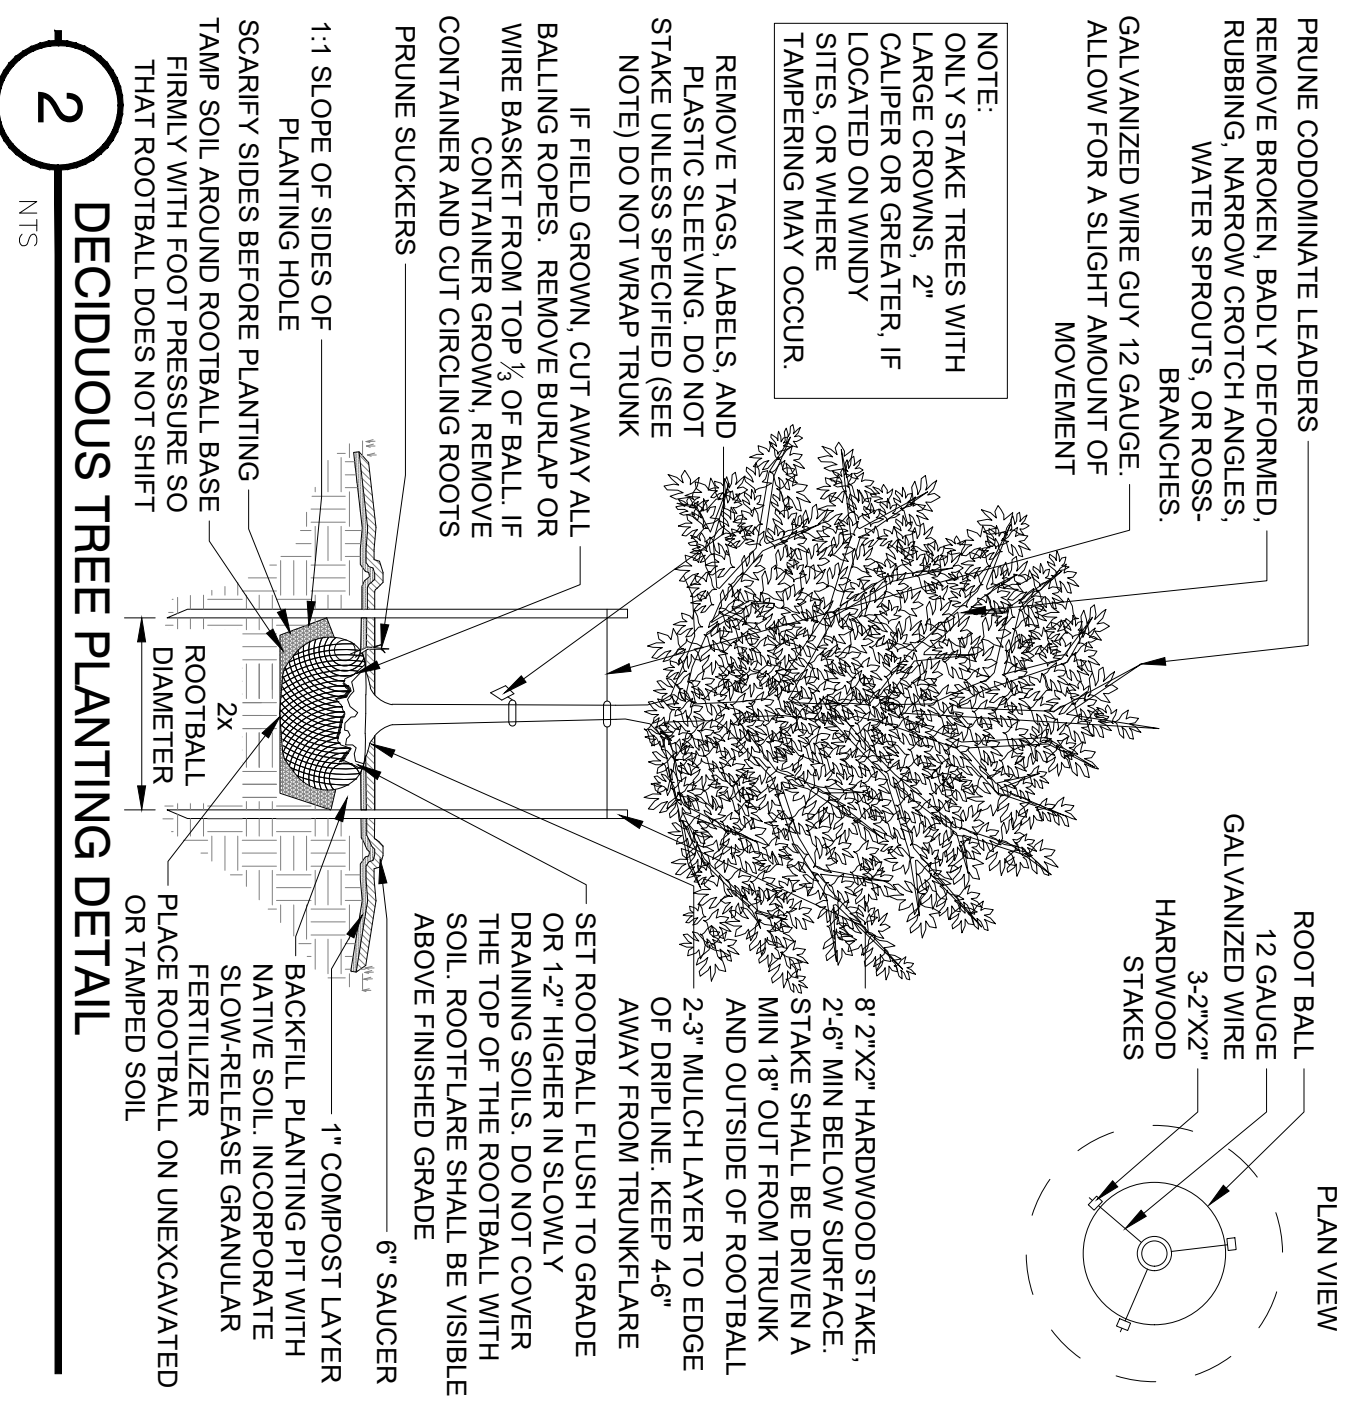 PRUNE CODOMINATE LEADERS
REMOVE BROKEN, BADLY DEFORMED,
RUBBING, NARROW CROTCH ANGLES,
WATER SPROUTS, OR ROSS-
BRANCHES.
GALVANIZED WIRE GUY 12 GAUGE.
ALLOW FOR A SLIGHT AMOUNT OF
MOVEMENT
NOTE:
ONLY STAKE TREES WITH
LARGE CROWNS, 2"
CALIPER OR GREATER, IF
LOCATED ON WINDY
SITES, OR WHERE
TAMPERING MAY OCCUR.
REMOVE TAGS, LABELS, AND
PLASTIC SLEEVING. DO NOT
STAKE UNLESS SPECIFIED (SEE
NOTE) DO NOT WRAP TRUNK
IF FIELD GROWN, CUT AWAY ALL
BALLING ROPES. REMOVE BURLAP OR
WIRE BASKET FROM TOP ⅓ OF BALL. IF
CONTAINER GROWN, REMOVE
CONTAINER AND CUT CIRCLING ROOTS
PRUNE SUCKERS
1:1 SLOPE OF SIDES OF
PLANTING HOLE
SCARIFY SIDES BEFORE PLANTING
TAMP SOIL AROUND ROOTBALL BASE
FIRMLY WITH FOOT PRESSURE SO
THAT ROOTBALL DOES NOT SHIFT
2x
ROOTBALL
DIAMETER
PLAN VIEW
ROOT BALL
12 GAUGE
GALVANIZED WIRE
3-2"X2"
HARDWOOD
STAKES
8' 2"X2" HARDWOOD STAKE,
2'-6" MIN BELOW SURFACE.
STAKE SHALL BE DRIVEN A
MIN 18" OUT FROM TRUNK
AND OUTSIDE OF ROOTBALL
2-3" MULCH LAYER TO EDGE
OF DRIPLINE. KEEP 4-6"
AWAY FROM TRUNKFLARE
SET ROOTBALL FLUSH TO GRADE
OR 1-2" HIGHER IN SLOWLY
DRAINING SOILS. DO NOT COVER
THE TOP OF THE ROOTBALL WITH
SOIL. ROOTFLARE SHALL BE VISIBLE
ABOVE FINISHED GRADE
6" SAUCER
1" COMPOST LAYER
BACKFILL PLANTING PIT WITH
NATIVE SOIL. INCORPORATE
SLOW-RELEASE GRANULAR
FERTILIZER
PLACE ROOTBALL ON UNEXCAVATED
OR TAMPED SOIL
2
DECIDUOUS TREE PLANTING DETAIL
NTS